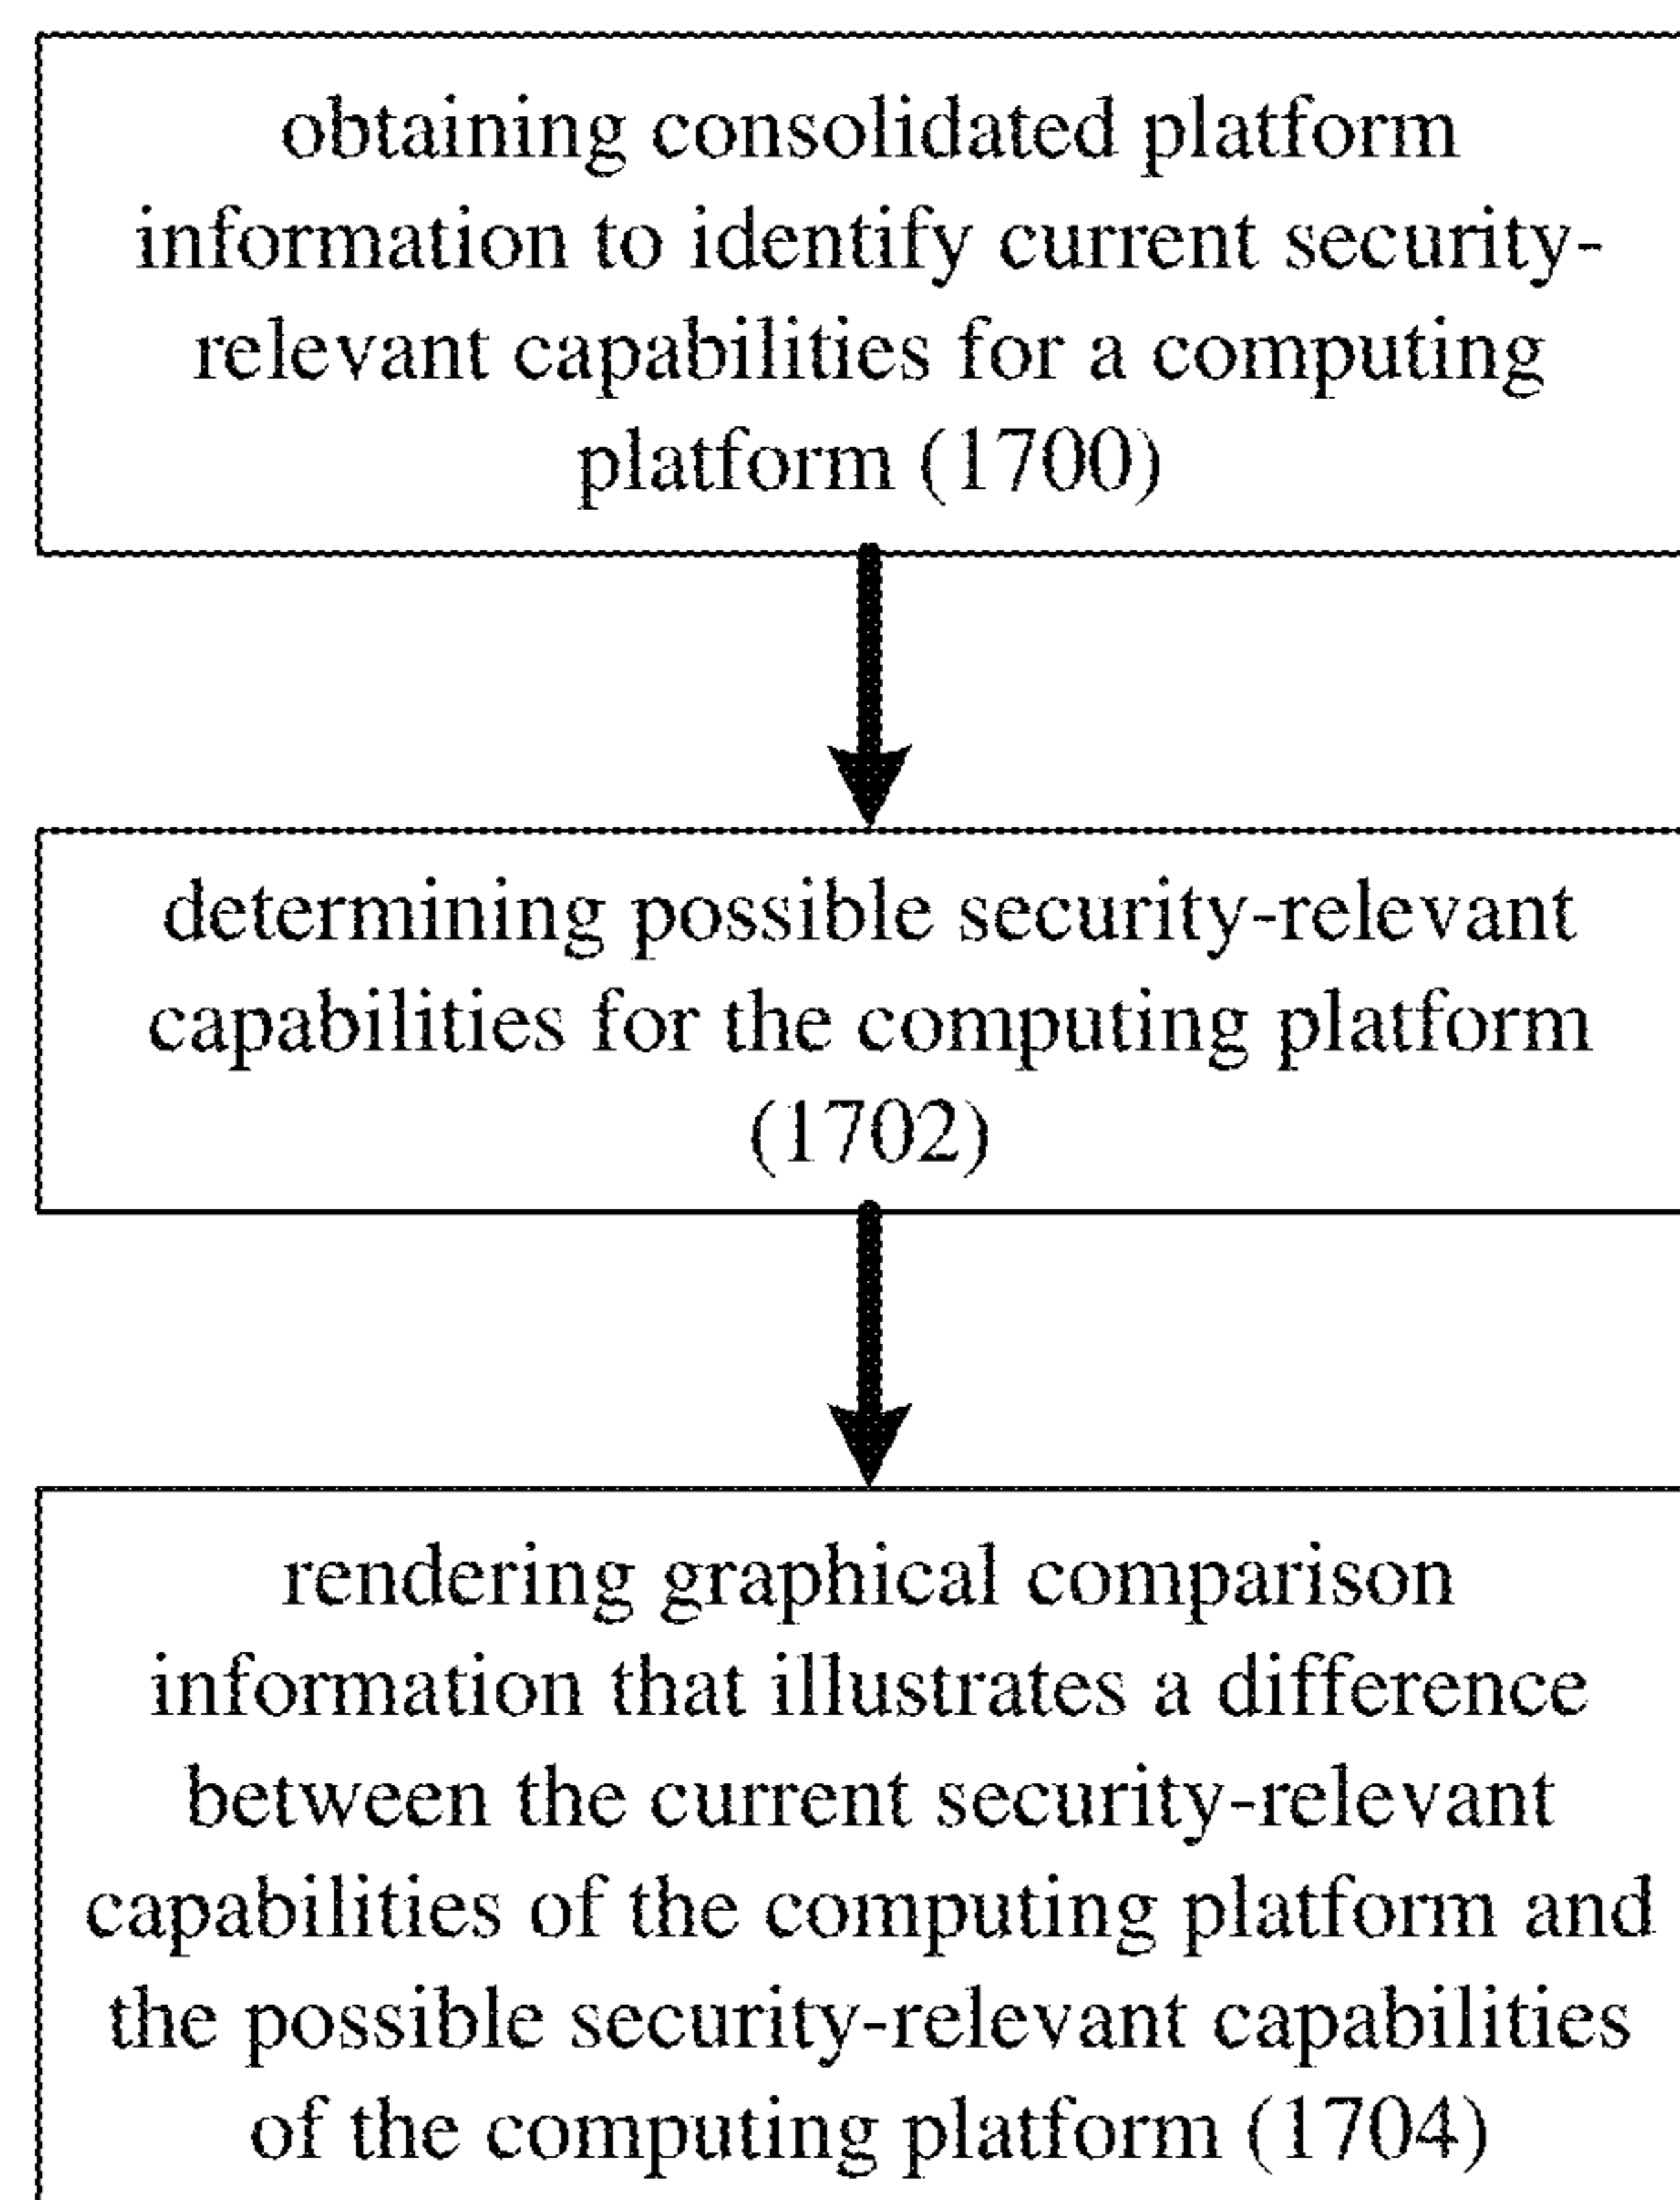 obtaining consolidated platform
information to identify current security-
relevant capabilities for a computing
platform (1700)
determining possible security-relevant
capabilities for the computing platform
(1702)
rendering graphical comparison
information that illustrates a difference
between the current security-relevant
capabilities of the computing platform and
the possible security-relevant capabilities
of the computing platform (1704)